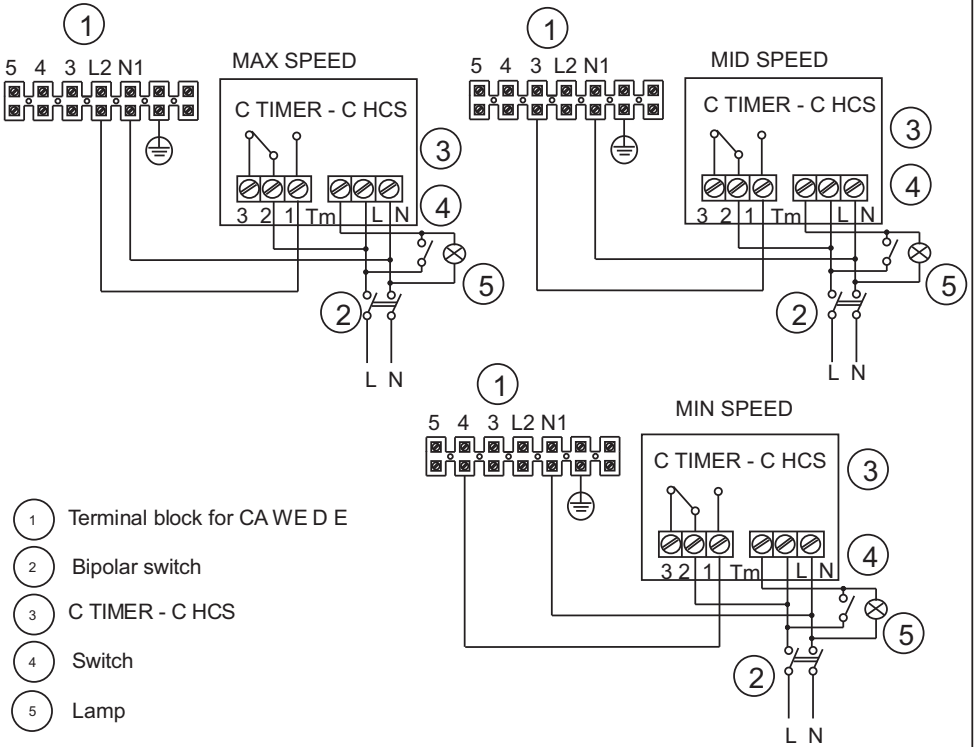 1
5 4 3 L2 N1
MAX SPEED
C TIMER - C HCS
3
4
3 2 1 Tm L N
5
2
L N
1
5 4 3 L2 N1
MID SPEED
C TIMER - C HCS
3
4
3 2 1 Tm L N
5
2
L N
1
5 4 3 L2 N1
MIN SPEED
C TIMER - C HCS
3
4
3 2 1 Tm L N
5
2
L N
1 Terminal block for CA WE D E
2 Bipolar switch
3 C TIMER - C HCS
4 Switch
5 Lamp